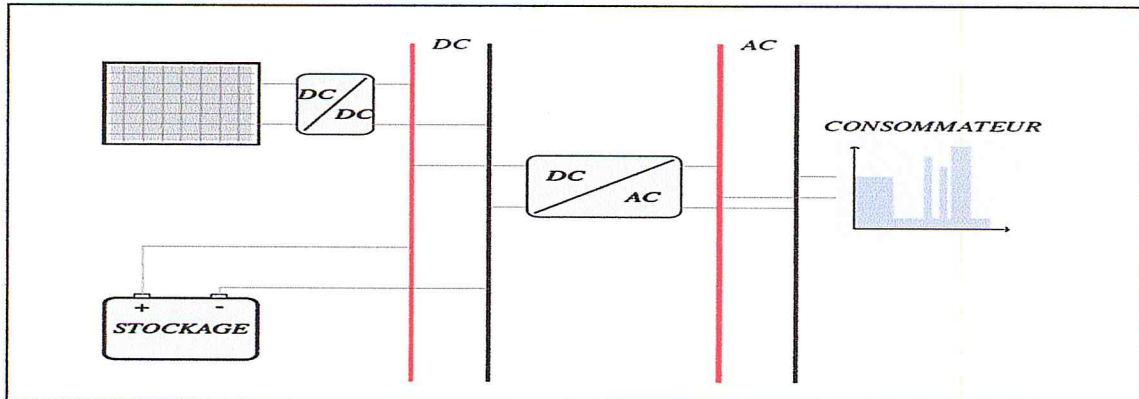 DC
AC
DC
DC
CONSOMMATEUR
DC
AC
+ -
STOCKAGE